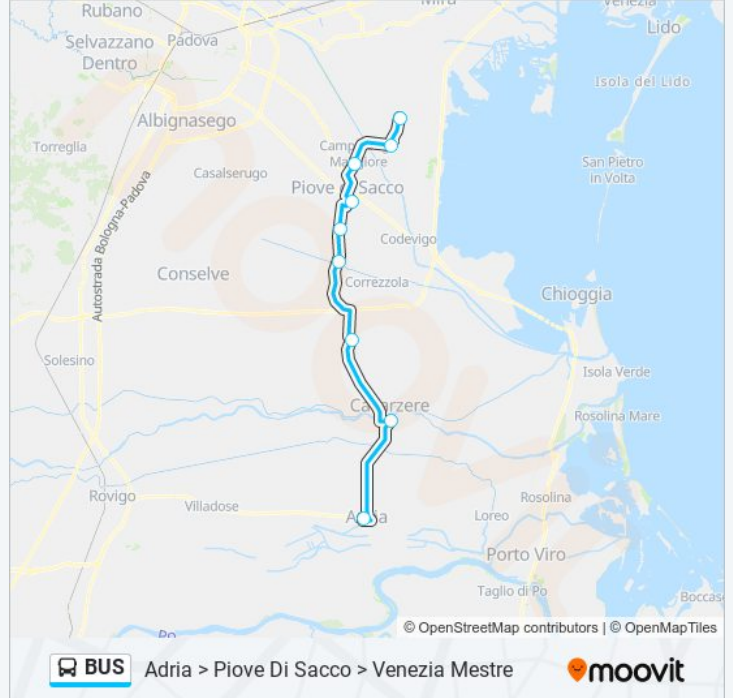 Rubano
Mira
Venezia
Lido
Selvazzano
Dentro
Padova
Isola del Lido
Albignasego
Torreglia
Casalserugo
San Pietro
in Volta
Piove Sacco
Codevigo
Autostrada Bologna-Padova
Conselve
Correzzola
Chioggia
Solesino
Isola Verde
Rosolina Mare
Rovigo
Villadose
Rosolina
Loreo
Porto Viro
Taglio di Po
Po
© OpenStreetMap contributors | © OpenMapTiles
BUS Adria > Piove Di Sacco > Venezia Mestre moovit